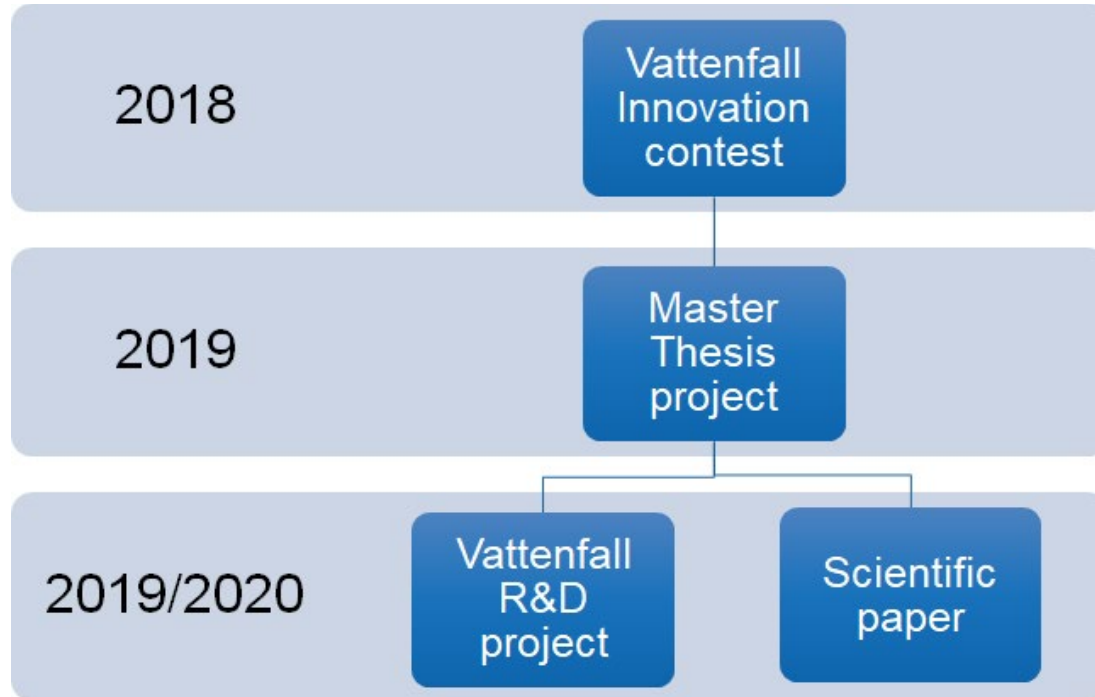 2018
Vattenfall
Innovation
contest
2019
Master
Thesis
project
2019/2020
Vattenfall
R&D
project
Scientific
paper